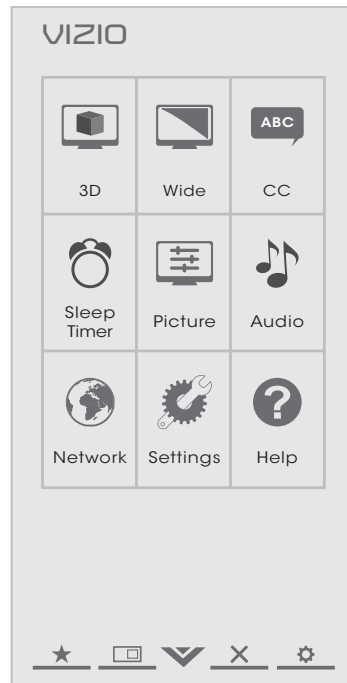 VIZIO
ABC
3D
Wide
CC
Sleep
Timer
Picture
Audio
Network
Settings
Help